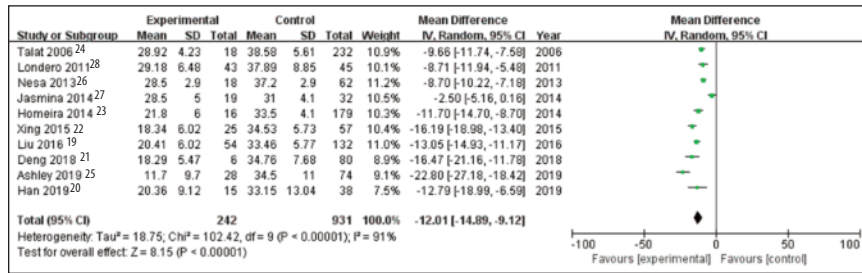 Experimental Control Mean Difference Mean Difference
Study or Subgroup Mean SD Total Mean SD Total Weight IV, Random, 95% CI Year IV, Random, 95% CI
Talat 2006 24 28.92 4.23 18 38.58 5.61 232 10.9% -9.66 [-11.74, -7.58] 2006
Londero 2011 28 29.18 6.48 43 37.89 8.85 45 10.1% -8.71 [-11.94, -5.48] 2011
Nesa 2013 26 28.5 2.9 18 37.2 2.9 62 11.2% -8.70 [-10.22, -7.18] 2013
Jasmina 2014 27 28.5 5 19 31 4.1 32 10.5% -2.50 [-5.16, 0.16] 2014
Homeira 2014 23 21.8 6 16 33.5 4.1 179 10.3% -11.70 [-14.70, -8.70] 2014
Xing 2015 22 18.34 6.02 25 34.53 5.73 57 10.4% -16.19 [-18.98, -13.40] 2015
Liu 2016 19 20.41 6.02 54 33.46 5.77 132 11.0% -13.05 [-14.93, -11.17] 2016
Deng 2018 21 18.29 5.47 6 34.76 7.68 80 8.9% -16.47 [-21.16, -11.78] 2018
Ashley 2019 25 11.7 9.7 28 34.5 11 74 9.1% -22.80 [-27.18, -18.42] 2019
Han 2019 20 20.36 9.12 15 33.15 13.04 38 7.6% -12.79 [-18.99, -6.59] 2019
Total (95% CI) 242 931 100.0% -12.01 [-14.89, -9.12]
Heterogeneity: Tau² = 18.75; Chi² = 102.42, df = 9 (P < 0.00001); I² = 91%
Test for overall effect: Z = 8.15 (P < 0.00001)
-100 -50 0 50 100
Favours [experimental] Favours [control]